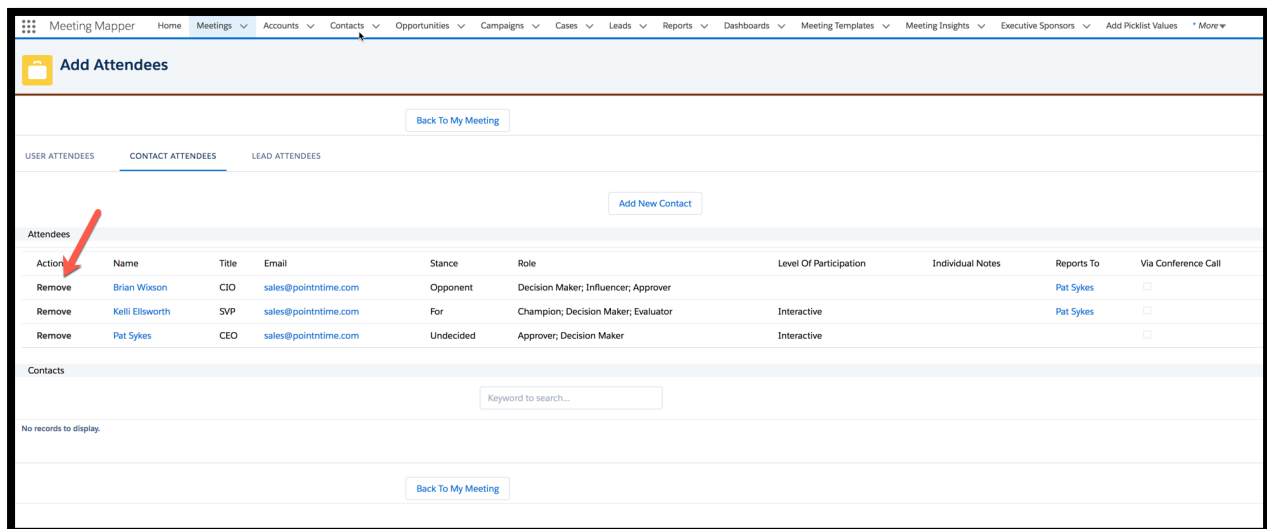 Meeting Mapper Home Meetings Accounts Contacts Opportunities Campaigns Cases Leads Reports Dashboards Meeting Templates Meeting Insights Executive Sponsors Add Picklist Values * More
Add Attendees
Back To My Meeting
USER ATTENDEES CONTACT ATTENDEES LEAD ATTENDEES
Add New Contact
Attendees
Action Name Title Email Stance Role Level Of Participation Individual Notes Reports To Via Conference Call
Remove Brian Wixson CIO sales@pointntime.com Opponent Decision Maker; Influencer; Approver Pat Sykes
Remove Kelli Ellsworth SVP sales@pointntime.com For Champion; Decision Maker; Evaluator Interactive Pat Sykes
Remove Pat Sykes CEO sales@pointntime.com Undecided Approver; Decision Maker Interactive
Contacts
Keyword to search...
No records to display.
Back To My Meeting